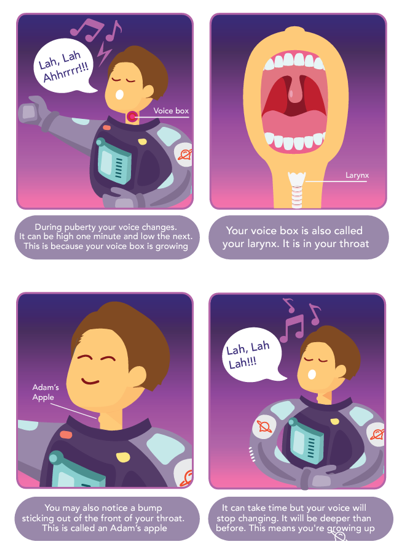 Lah, Lah
Ahhrrrr!!!
Voice box
During puberty your voice changes.
It can be high one minute and low the next.
This is because your voice box is growing
Larynx
Your voice box is also called
your larynx. It is in your throat
Adam's
Apple
You may also notice a bump
sticking out of the front of your throat.
This is called an Adam's apple
Lah, Lah
Lah!!!
It can take time but your voice will
stop changing. It will be deeper than
before. This means you're growing up